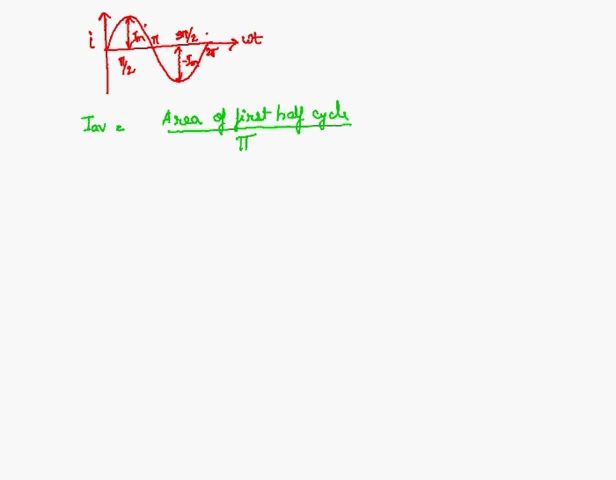 i Im π 3π/2 ωt
π/2 -Im 2π
Iav = Area of first half cycle
π